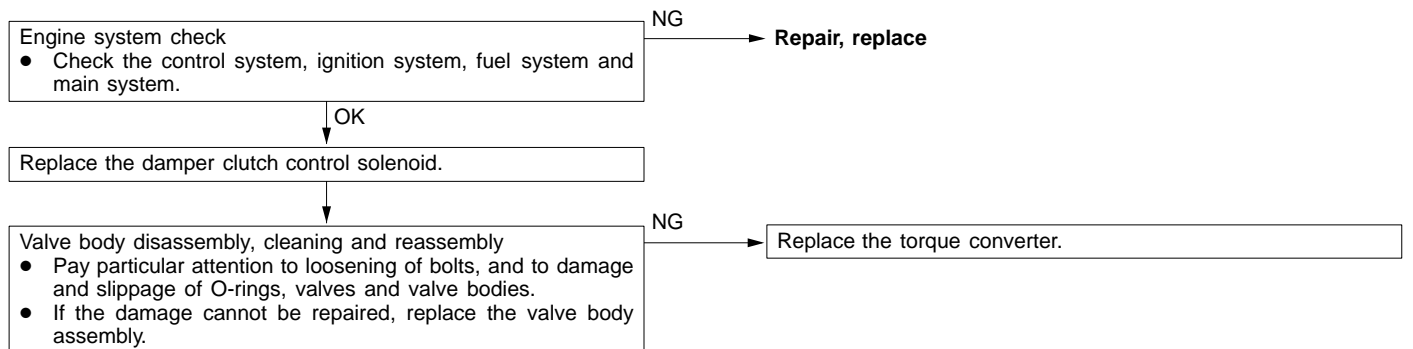 Engine system check
● Check the control system, ignition system, fuel system and
main system.
NG
Repair, replace
OK
Replace the damper clutch control solenoid.
Valve body disassembly, cleaning and reassembly
● Pay particular attention to loosening of bolts, and to damage
and slippage of O-rings, valves and valve bodies.
● If the damage cannot be repaired, replace the valve body
assembly.
NG
Replace the torque converter.